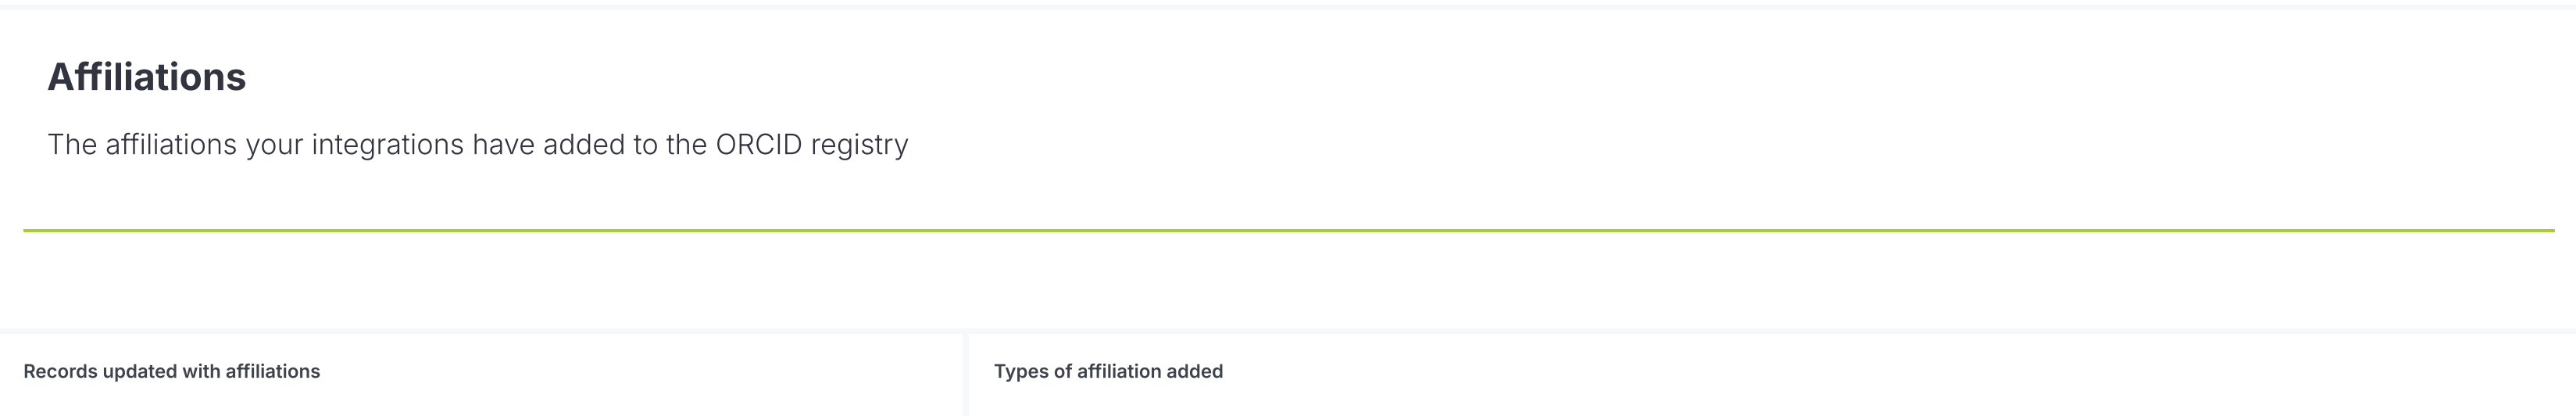 Affiliations
The affiliations your integrations have added to the ORCID registry
Records updated with affiliations
Types of affiliation added